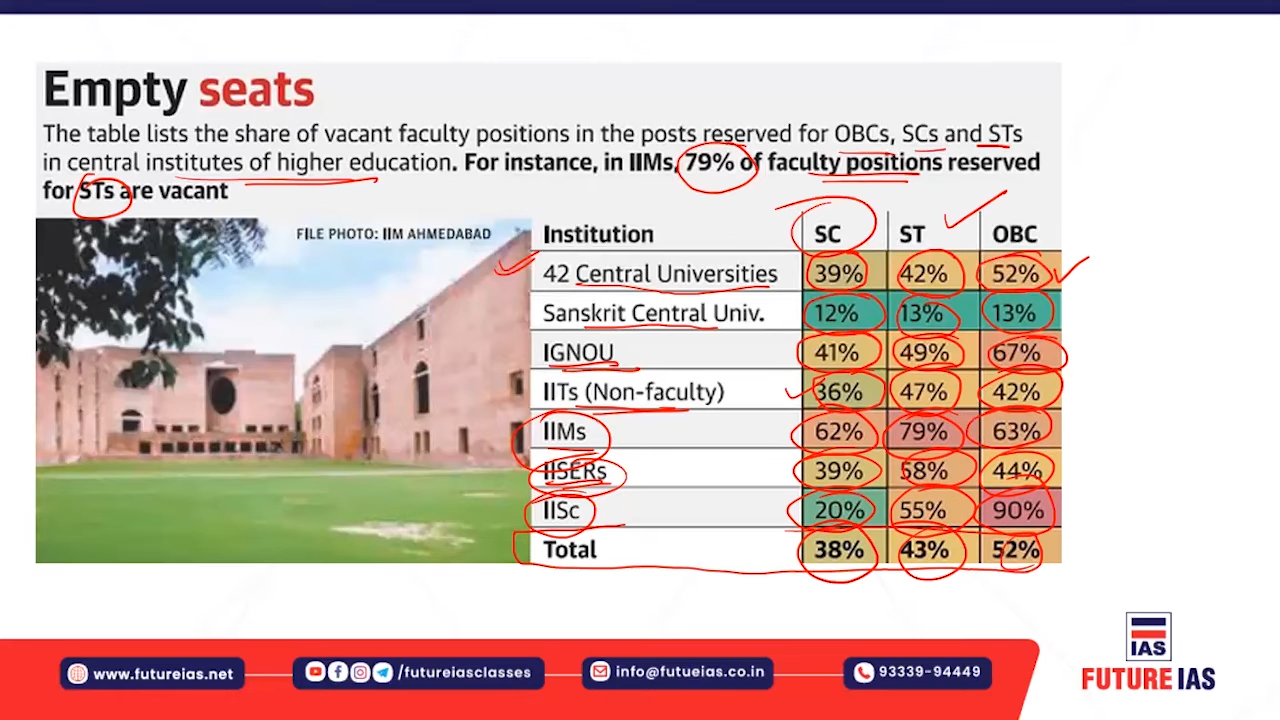 Empty seats
The table lists the share of vacant faculty positions in the posts reserved for OBCs, SCs and STs
in central institutes of higher education. For instance, in IIMs, 79% of faculty positions reserved
for STs are vacant
FILE PHOTO: IIM AHMEDABAD
Institution SC ST OBC
42 Central Universities 39% 42% 52%
Sanskrit Central Univ. 12% 13% 13%
IGNOU 41% 49% 67%
IITs (Non-faculty) 36% 47% 42%
IIMs 62% 79% 63%
IISERs 39% 58% 44%
IISc 20% 55% 90%
Total 38% 43% 52%
www.futureias.net /futureiasclasses info@futueias.co.in 93339-94449
IAS
FUTURE IAS